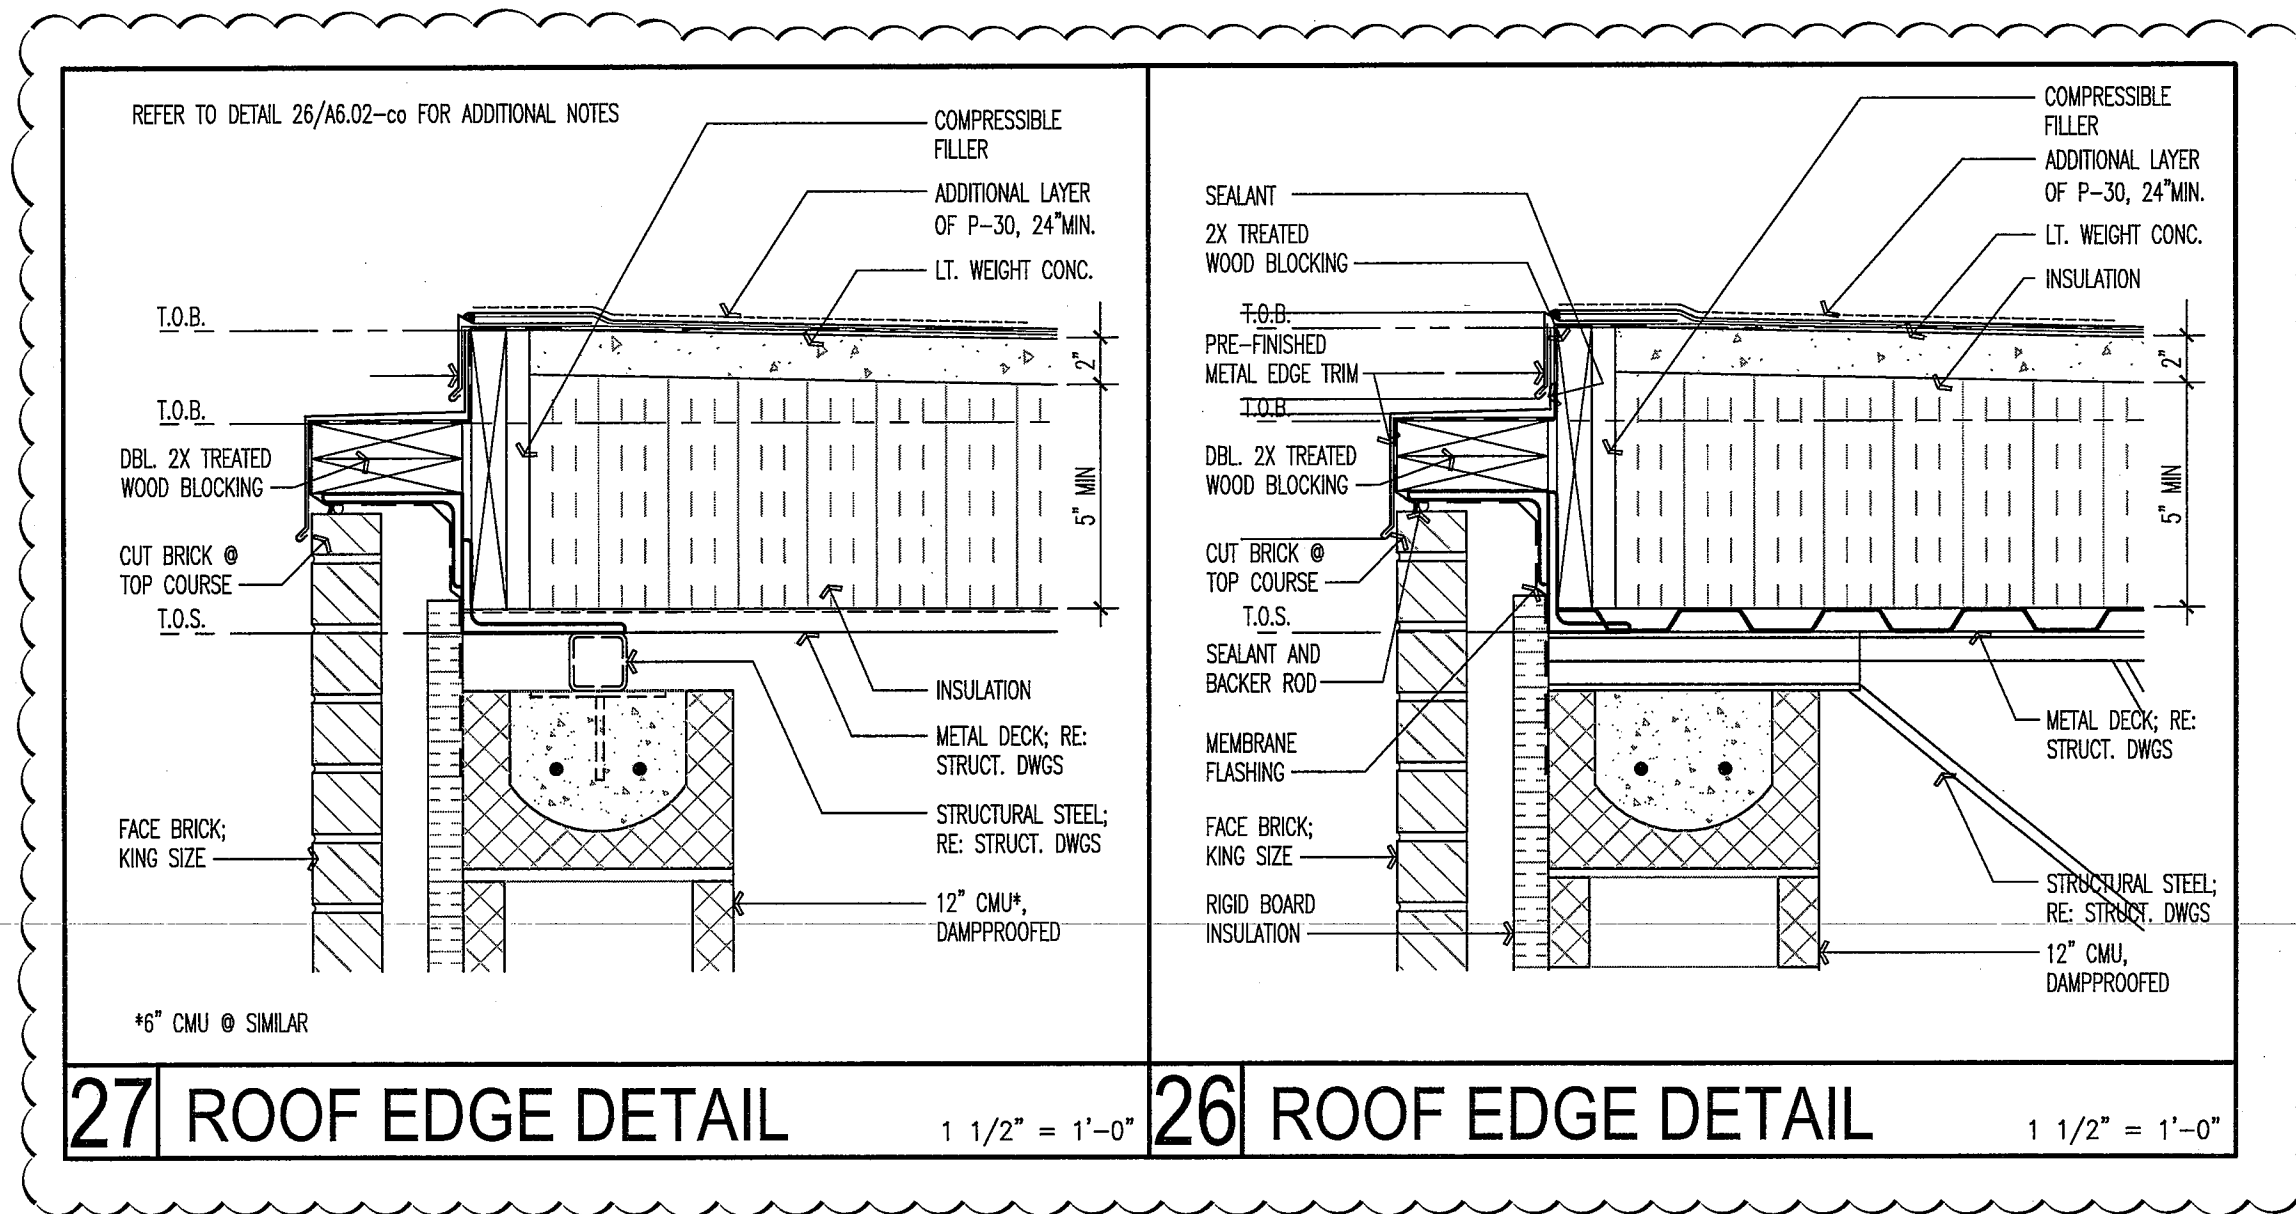 REFER TO DETAIL 26/A6.02-co FOR ADDITIONAL NOTES
COMPRESSIBLE
FILLER
ADDITIONAL LAYER
OF P-30, 24"MIN.
LT. WEIGHT CONC.
T.O.B.
2"
T.O.B.
DBL. 2X TREATED
WOOD BLOCKING
5" MIN
CUT BRICK @
TOP COURSE
T.O.S.
INSULATION
METAL DECK; RE:
STRUCT. DWGS
STRUCTURAL STEEL;
RE: STRUCT. DWGS
FACE BRICK;
KING SIZE
12" CMU*,
DAMPPROOFED
*6" CMU @ SIMILAR
27
ROOF EDGE DETAIL
1 1/2" = 1'-0"
COMPRESSIBLE
FILLER
ADDITIONAL LAYER
OF P-30, 24"MIN.
LT. WEIGHT CONC.
INSULATION
SEALANT
2X TREATED
WOOD BLOCKING
T.O.B.
PRE-FINISHED
METAL EDGE TRIM
2"
T.O.B.
DBL. 2X TREATED
WOOD BLOCKING
5" MIN
CUT BRICK @
TOP COURSE
T.O.S.
SEALANT AND
BACKER ROD
METAL DECK; RE:
STRUCT. DWGS
MEMBRANE
FLASHING
FACE BRICK;
KING SIZE
STRUCTURAL STEEL;
RE: STRUCT. DWGS
RIGID BOARD
INSULATION
12" CMU,
DAMPPROOFED
26
ROOF EDGE DETAIL
1 1/2" = 1'-0"